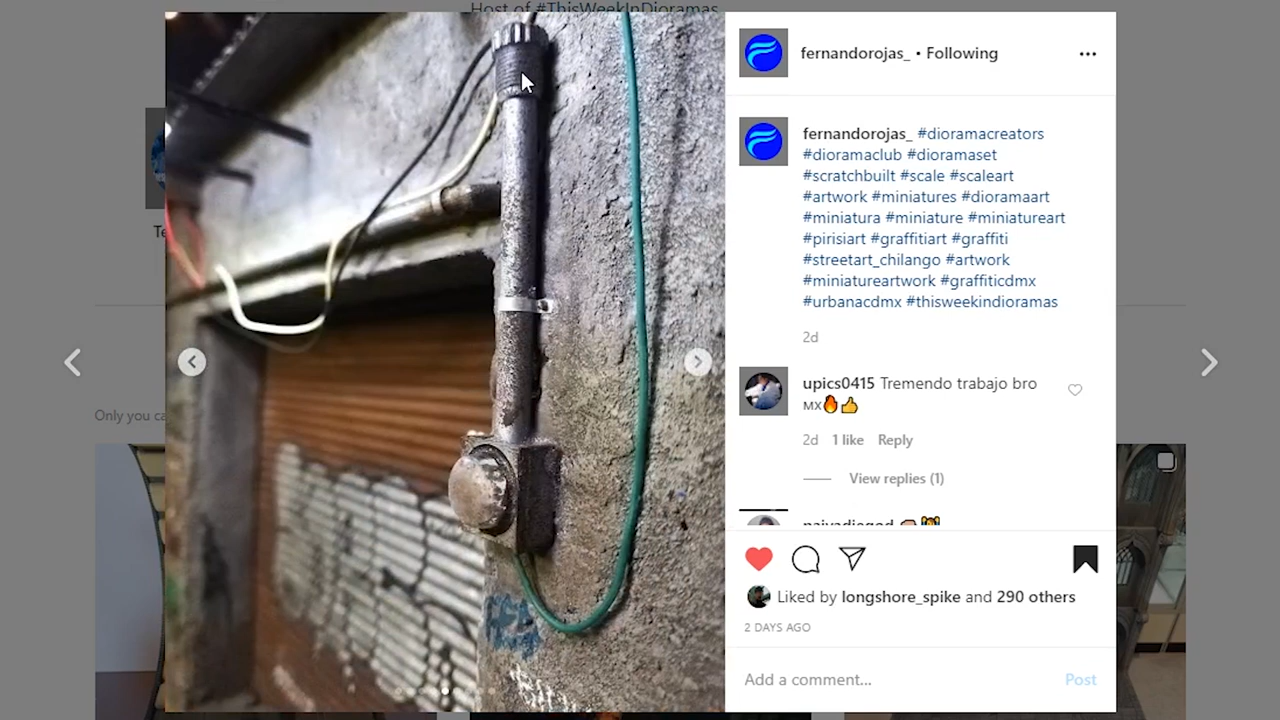 Host of #ThisWeekInDioramas
fernandorojas_ • Following
fernandorojas_ #dioramacreators
#dioramaclub #dioramaset
#scratchbuilt #scale #scaleart
#artwork #miniatures #dioramaart
#miniatura #miniature #miniatureart
#pirisiart #graffitiart #graffiti
#streetart_chilango #artwork
#miniatureartwork #graffiticdmx
#urbanacdmx #thisweekindioramas
2d
upics0415 Tremendo trabajo bro
MX🔥👍
2d 1 like Reply
View replies (1)
Only you ca
Liked by longshore_spike and 290 others
2 DAYS AGO
Add a comment... Post